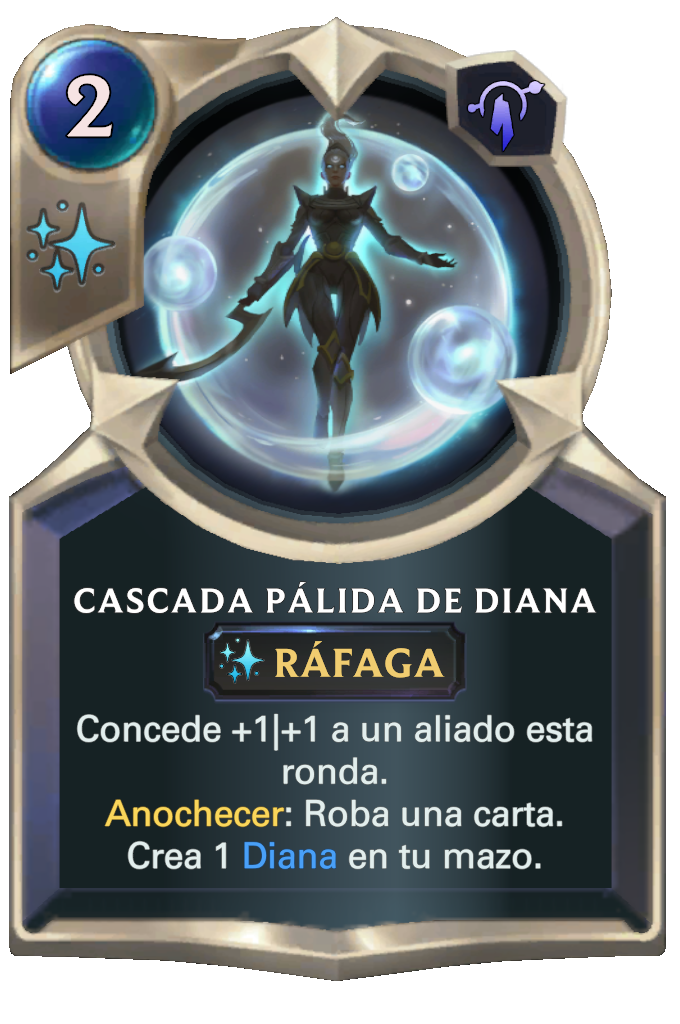 2
CASCADA PÁLIDA DE DIANA
RÁFAGA
Concede +1|+1 a un aliado esta
ronda.
Anochecer: Roba una carta.
Crea 1 Diana en tu mazo.